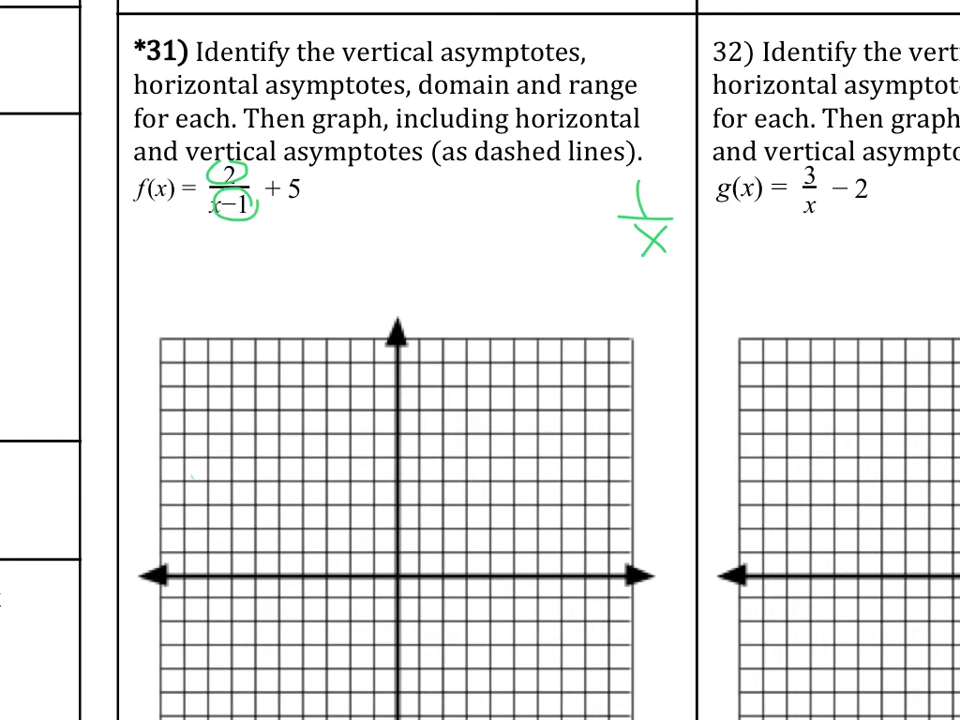 *31) Identify the vertical asymptotes,
horizontal asymptotes, domain and range
for each. Then graph, including horizontal
and vertical asymptotes (as dashed lines).
f(x) = 2/(x−1) + 5
1/x
32) Identify the vert
horizontal asymptot
for each. Then graph
and vertical asympto
g(x) = 3/x − 2